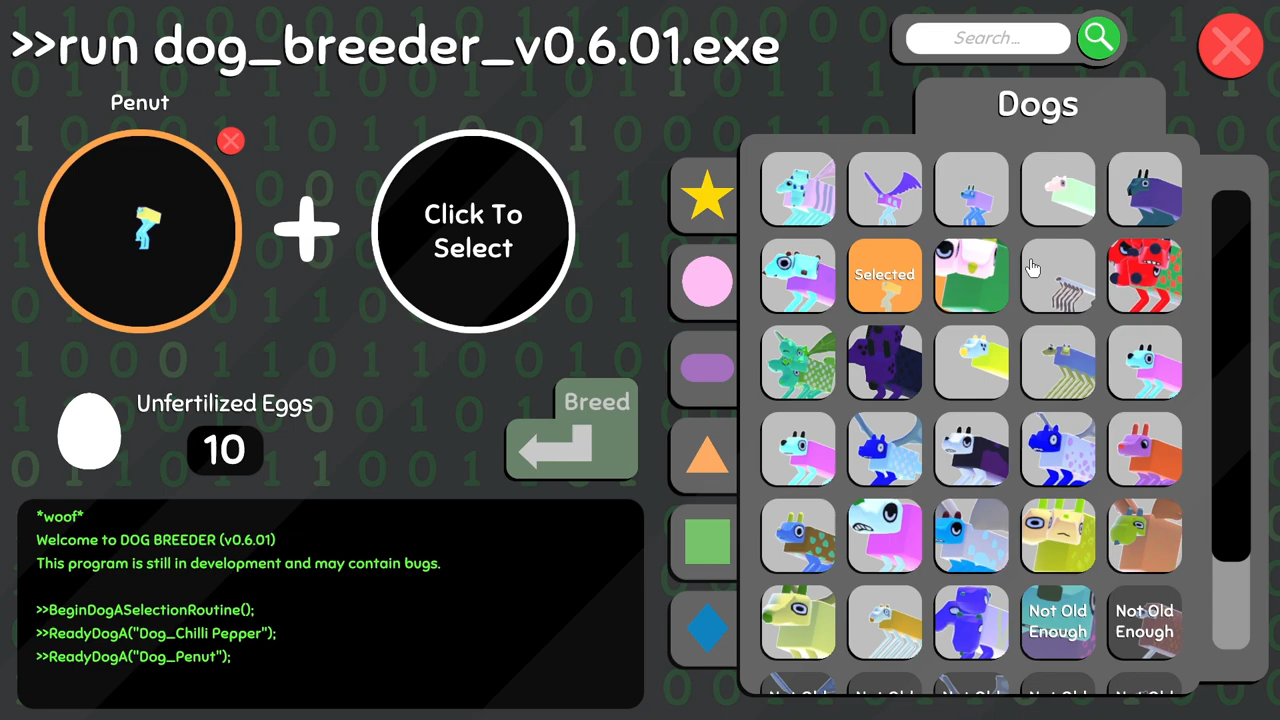 >>run dog_breeder_v0.6.01.exe
Search...
Penut
Dogs
Click To
Select
Selected
Unfertilized Eggs
10
Breed
*woof*
Welcome to DOG BREEDER (v0.6.01)
This program is still in development and may contain bugs.
>>BeginDogASelectionRoutine();
>>ReadyDogA("Dog_Chilli Pepper");
>>ReadyDogA("Dog_Penut");
Not Old
Enough
Not Old
Enough